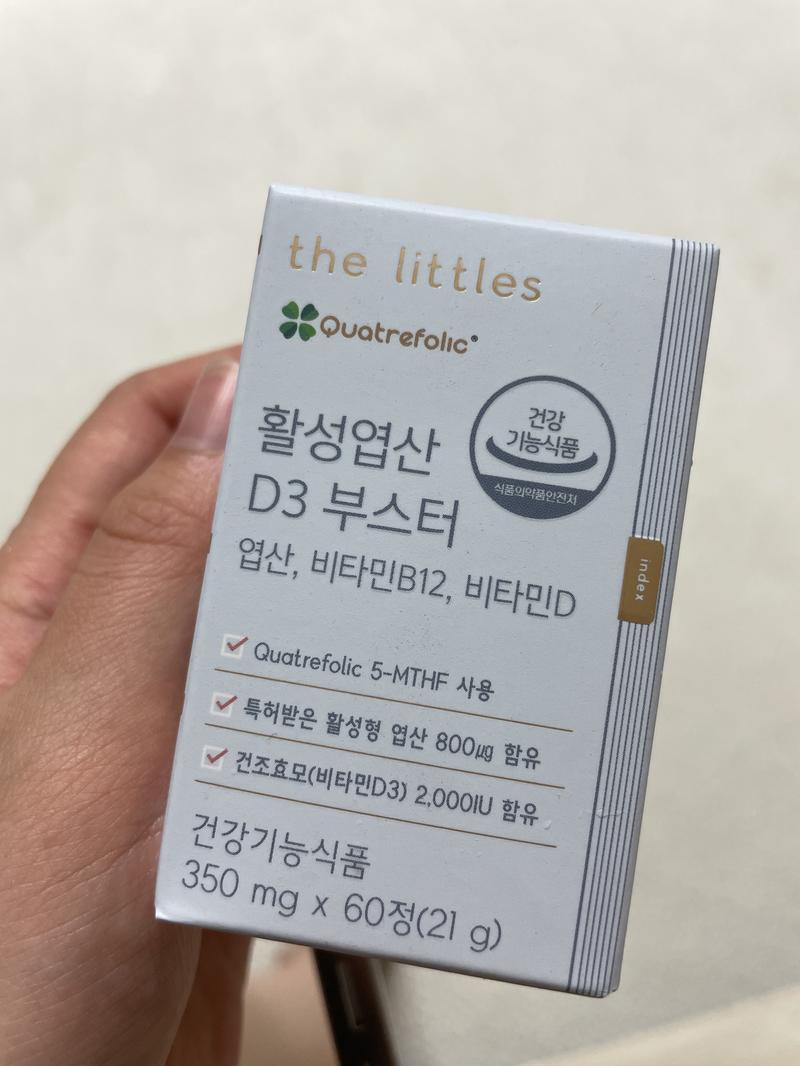 the littles
Quatrefolic®
건강
기능식품
식품의약품안전처
활성엽산
D3 부스터
엽산, 비타민B12, 비타민D
index
Quatrefolic 5-MTHF 사용
특허받은 활성형 엽산 800㎍ 함유
건조효모(비타민D3) 2,000IU 함유
건강기능식품
350 mg x 60정(21 g)